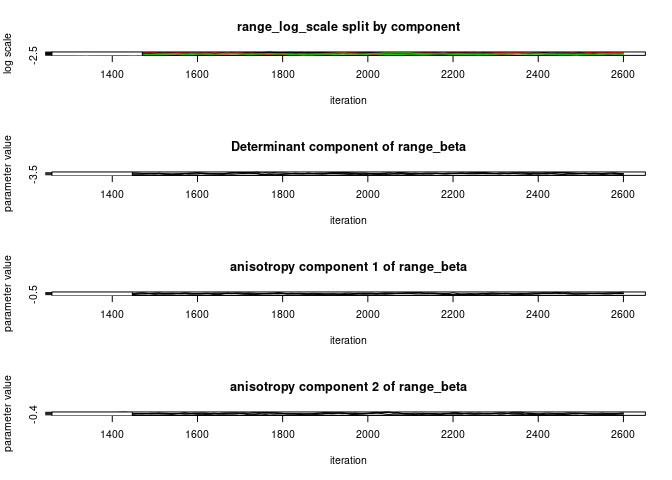 range_log_scale split by component
log scale
-2.5
1400 1600 1800 2000 2200 2400 2600
iteration
Determinant component of range_beta
parameter value
-3.5
1400 1600 1800 2000 2200 2400 2600
iteration
anisotropy component 1 of range_beta
parameter value
-0.5
1400 1600 1800 2000 2200 2400 2600
iteration
anisotropy component 2 of range_beta
parameter value
-0.4
1400 1600 1800 2000 2200 2400 2600
iteration